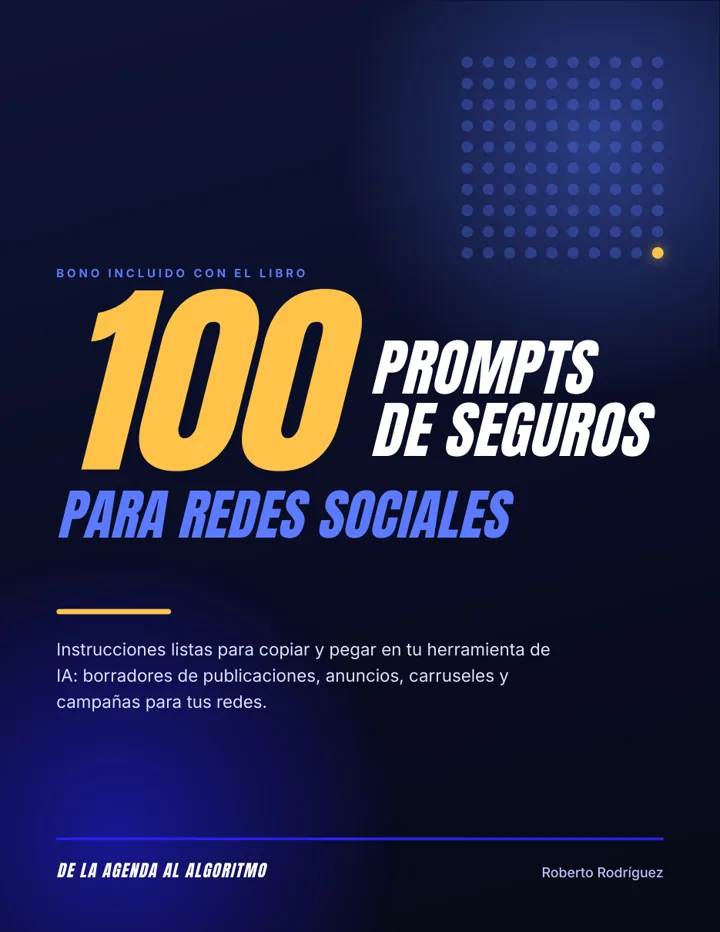 BONO INCLUIDO CON EL LIBRO
100
PROMPTS
DE SEGUROS
PARA REDES SOCIALES
Instrucciones listas para copiar y pegar en tu herramienta de
IA: borradores de publicaciones, anuncios, carruseles y
campañas para tus redes.
DE LA AGENDA AL ALGORITMO
Roberto Rodríguez